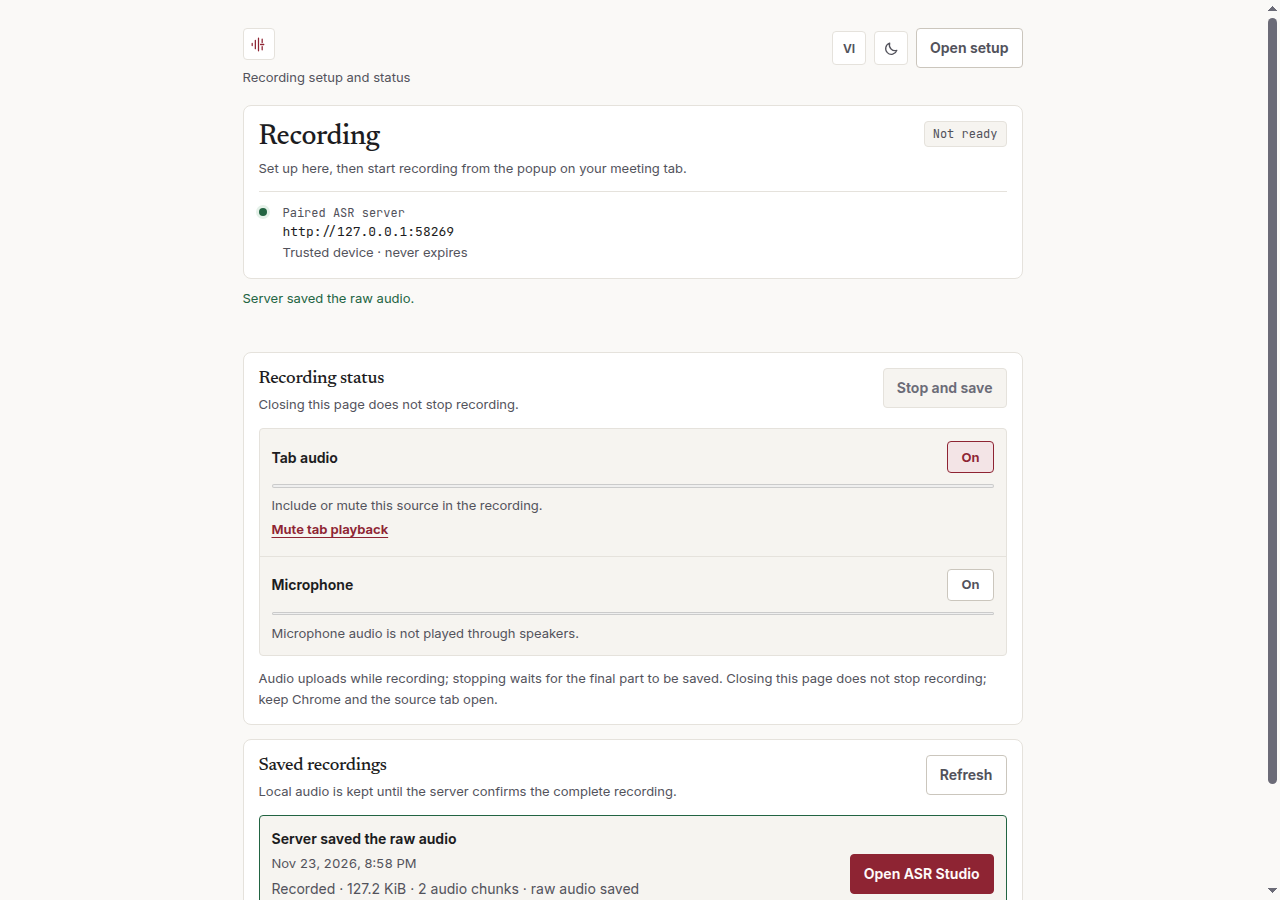 VI
Open setup
Recording setup and status
Recording
Not ready
Set up here, then start recording from the popup on your meeting tab.
Paired ASR server
http://127.0.0.1:58269
Trusted device · never expires
Server saved the raw audio.
Recording status
Stop and save
Closing this page does not stop recording.
Tab audio
On
Include or mute this source in the recording.
Mute tab playback
Microphone
On
Microphone audio is not played through speakers.
Audio uploads while recording; stopping waits for the final part to be saved. Closing this page does not stop recording;
keep Chrome and the source tab open.
Saved recordings
Refresh
Local audio is kept until the server confirms the complete recording.
Server saved the raw audio
Nov 23, 2026, 8:58 PM
Open ASR Studio
Recorded · 127.2 KiB · 2 audio chunks · raw audio saved